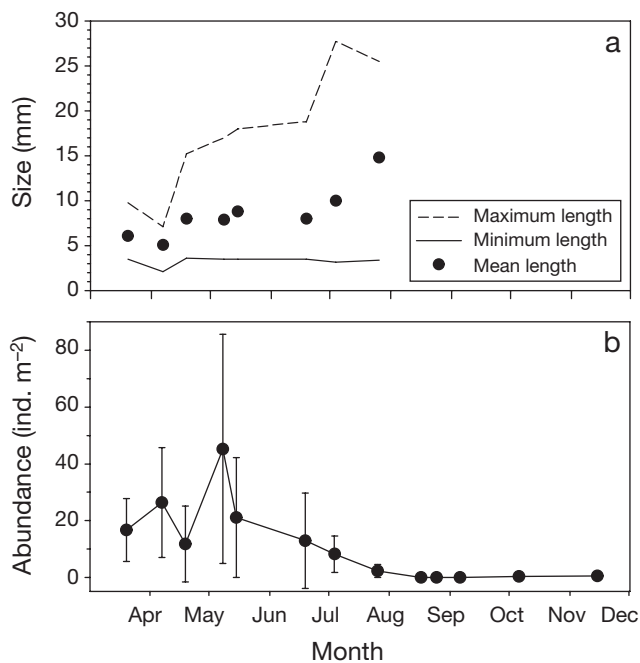 a
30
25
20
15
10
5
0
Size (mm)
Maximum length
Minimum length
Mean length
b
80
60
40
20
0
Abundance (ind. m⁻²)
Apr May Jun Jul Aug Sep Oct Nov Dec
Month